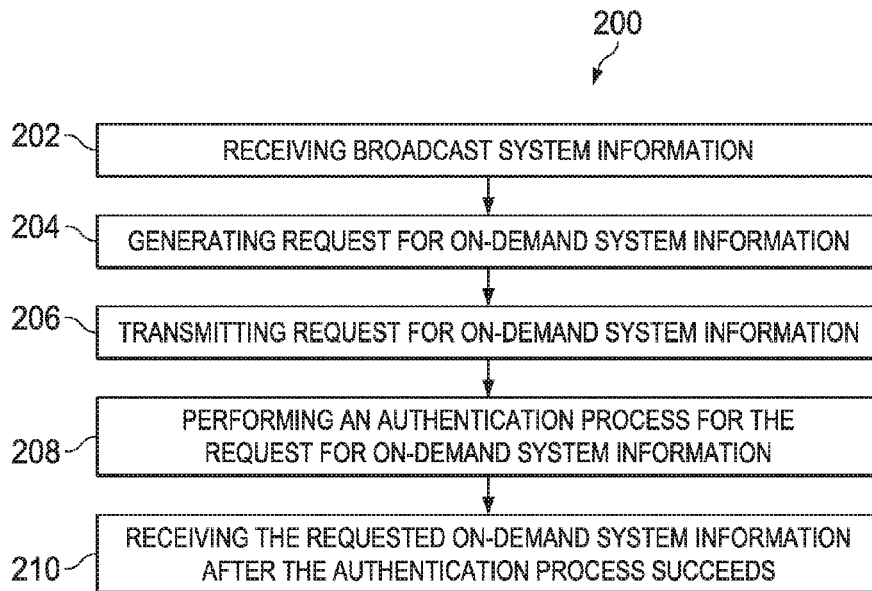 200
202
RECEIVING BROADCAST SYSTEM INFORMATION
204
GENERATING REQUEST FOR ON-DEMAND SYSTEM INFORMATION
206
TRANSMITTING REQUEST FOR ON-DEMAND SYSTEM INFORMATION
208
PERFORMING AN AUTHENTICATION PROCESS FOR THE
REQUEST FOR ON-DEMAND SYSTEM INFORMATION
210
RECEIVING THE REQUESTED ON-DEMAND SYSTEM INFORMATION
AFTER THE AUTHENTICATION PROCESS SUCCEEDS